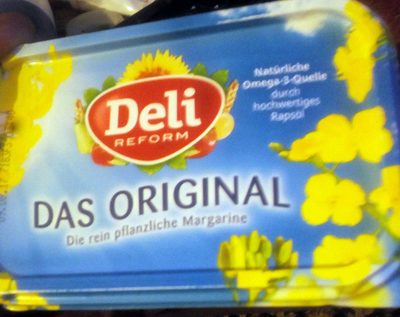 Deli
REFORM
Natürliche
Omega-3-Quelle
durch
hochwertiges
Rapsöl
DAS ORIGINAL
Die rein pflanzliche Margarine